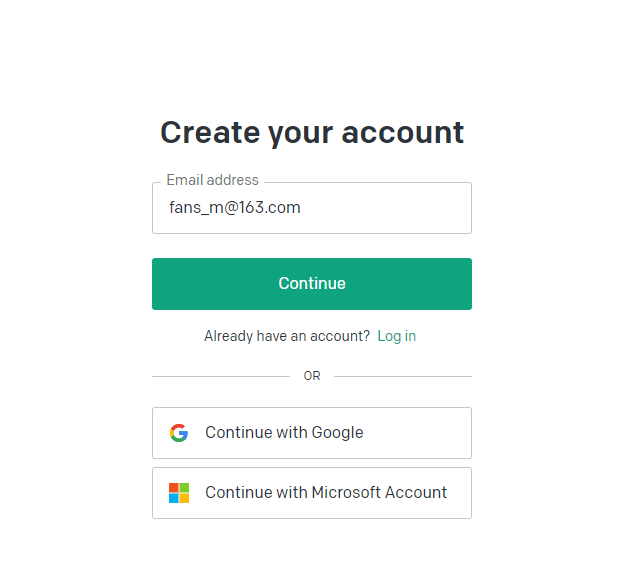 Create your account
Email address
fans_m@163.com
Continue
Already have an account? Log in
OR
Continue with Google
Continue with Microsoft Account